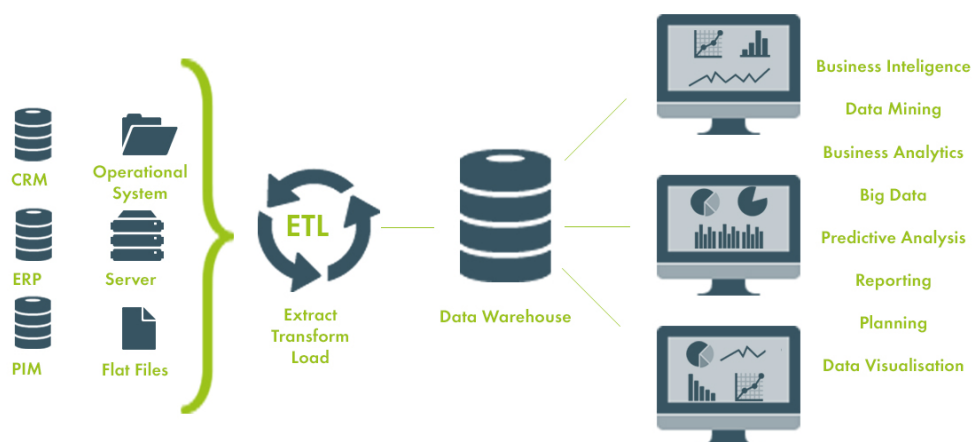 CRM
Operational
System
ERP
Server
PIM
Flat Files
ETL
Extract
Transform
Load
Data Warehouse
Business Inteligence
Data Mining
Business Analytics
Big Data
Predictive Analysis
Reporting
Planning
Data Visualisation